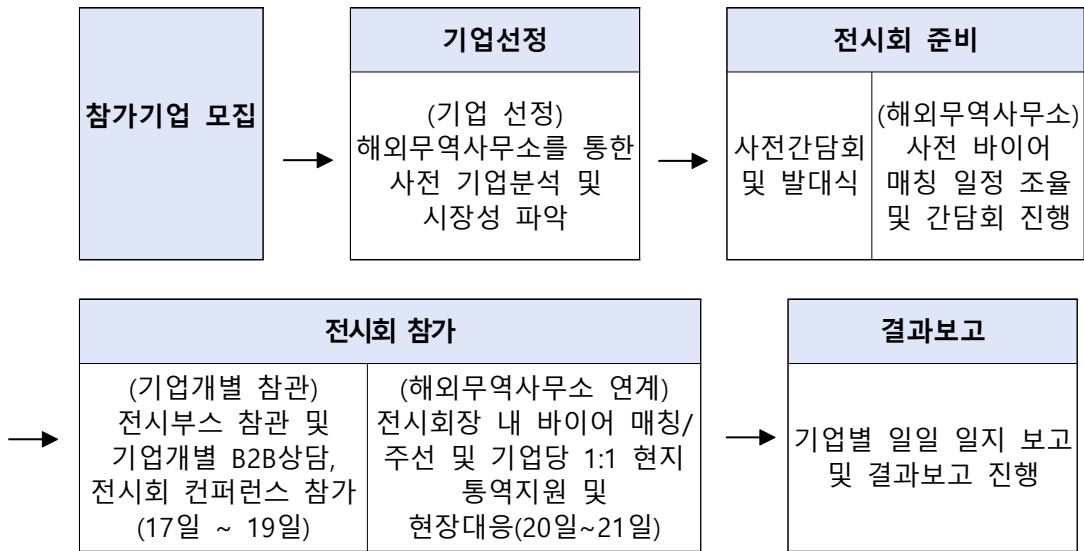 참가기업 모집
기업선정
(기업 선정)
해외무역사무소를 통한
사전 기업분석 및
시장성 파악
전시회 준비
사전간담회
및 발대식
(해외무역사무소)
사전 바이어
매칭 일정 조율
및 간담회 진행
전시회 참가
(기업개별 참관)
전시부스 참관 및
기업개별 B2B상담,
전시회 컨퍼런스 참가
(17일 ~ 19일)
(해외무역사무소 연계)
전시회장 내 바이어 매칭/
주선 및 기업당 1:1 현지
통역지원 및
현장대응(20일~21일)
결과보고
기업별 일일 일지 보고
및 결과보고 진행